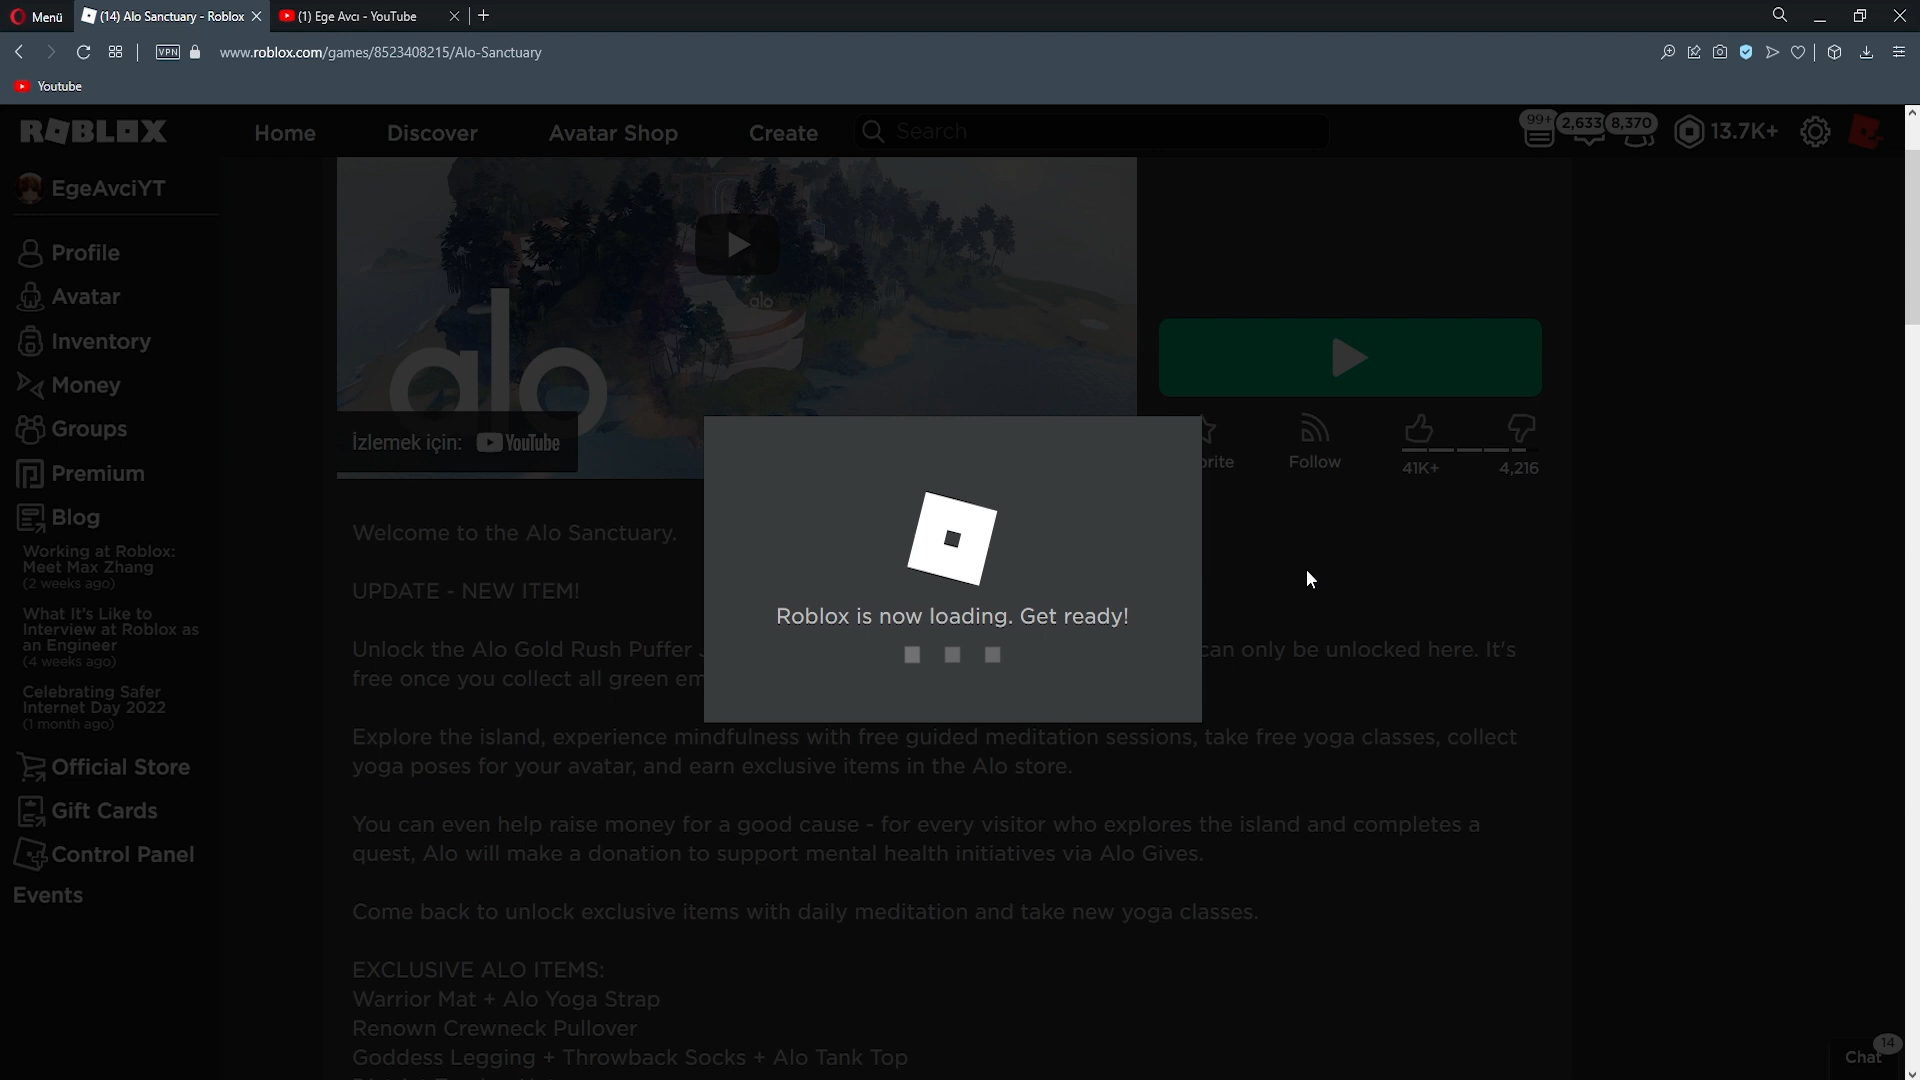 Menü
(14) Alo Sanctuary - Roblox
(1) Ege Avcı - YouTube
VPN
www.roblox.com/games/8523408215/Alo-Sanctuary
Youtube
ROBLOX
Home
Discover
Avatar Shop
Create
Search
99+
2,633
8,370
13.7K+
EgeAvciYT
Profile
Avatar
Inventory
Money
Groups
Premium
Blog
Working at Roblox:
Meet Max Zhang
(2 weeks ago)
What It's Like to
Interview at Roblox as
an Engineer
(4 weeks ago)
Celebrating Safer
Internet Day 2022
(1 month ago)
Official Store
Gift Cards
Control Panel
Events
alo
alo
İzlemek için: YouTube
Follow
41K+
4,216
Roblox is now loading. Get ready!
Welcome to the Alo Sanctuary.
UPDATE - NEW ITEM!
Unlock the Alo Gold Rush Puffer can only be unlocked here. It's
free once you collect all green
Explore the island, experience mindfulness with free guided meditation sessions, take free yoga classes, collect
yoga poses for your avatar, and earn exclusive items in the Alo store.
You can even help raise money for a good cause - for every visitor who explores the island and completes a
quest, Alo will make a donation to support mental health initiatives via Alo Gives.
Come back to unlock exclusive items with daily meditation and take new yoga classes.
EXCLUSIVE ALO ITEMS:
Warrior Mat + Alo Yoga Strap
Renown Crewneck Pullover
Goddess Legging + Throwback Socks + Alo Tank Top
Chat
14